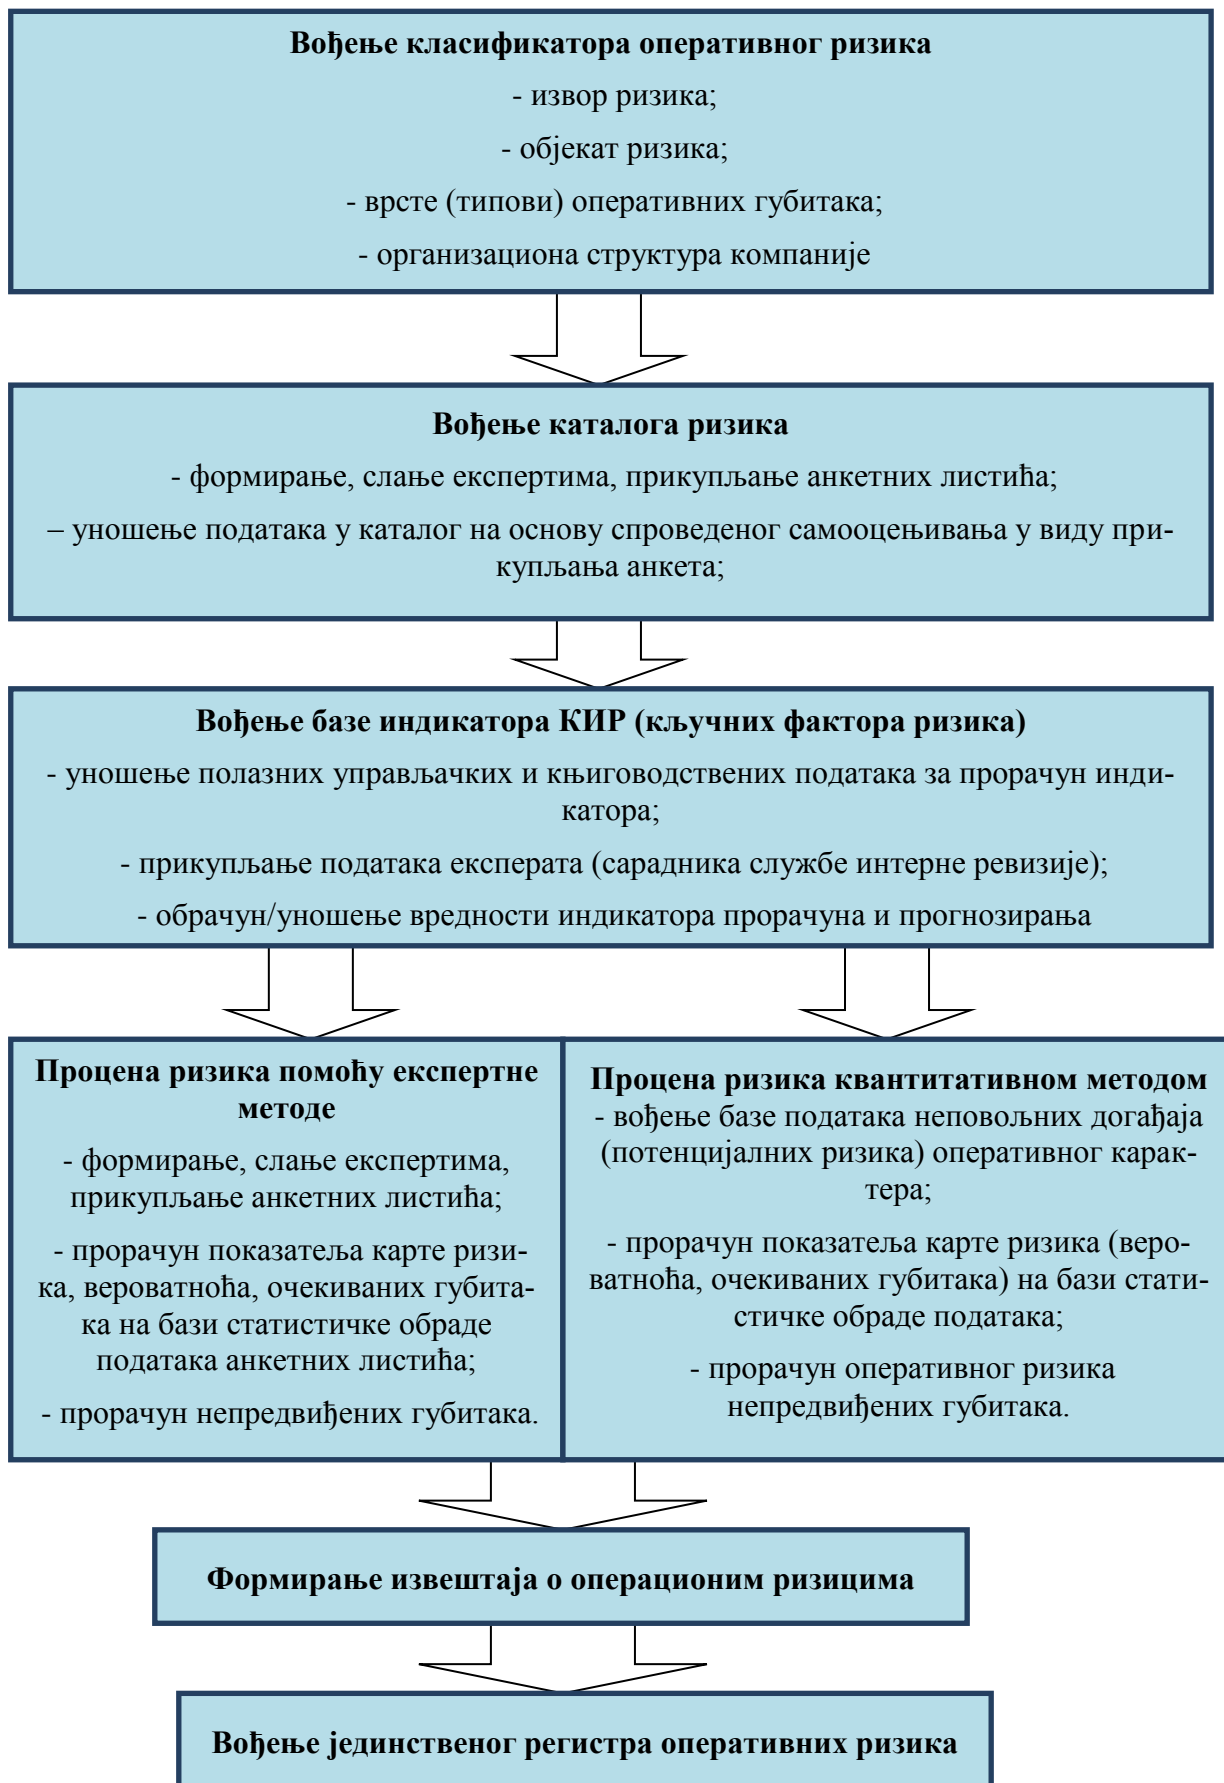 Вођење класификатора оперативног ризика
- извор ризика;
- објекат ризика;
- врсте (типови) оперативних губитака;
- организациона структура компаније
Вођење каталога ризика
- формирање, слање експертима, прикупљање анкетних листића;
– уношење података у каталог на основу спроведеног самооцењивања у виду при-
купљања анкета;
Вођење базе индикатора КИР (кључних фактора ризика)
- уношење полазних управљачких и књиговодствених података за прорачун инди-
катора;
- прикупљање података експерата (сарадника службе интерне ревизије);
- обрачун/уношење вредности индикатора прорачуна и прогнозирања
Процена ризика помоћу експертне
методе
- формирање, слање експертима,
прикупљање анкетних листића;
- прорачун показатеља карте ризи-
ка, вероватноћа, очекиваних губита-
ка на бази статистичке обраде
података анкетних листића;
- прорачун непредвиђених губитака.
Процена ризика квантитативном методом
- вођење базе података неповољних догађаја
(потенцијалних ризика) оперативног карак-
тера;
- прорачун показатеља карте ризика (веро-
ватноћа, очекиваних губитака) на бази стати-
стичке обраде података;
- прорачун оперативног ризика
непредвиђених губитака.
Формирање извештаја о операционим ризицима
Вођење јединственог регистра оперативних ризика